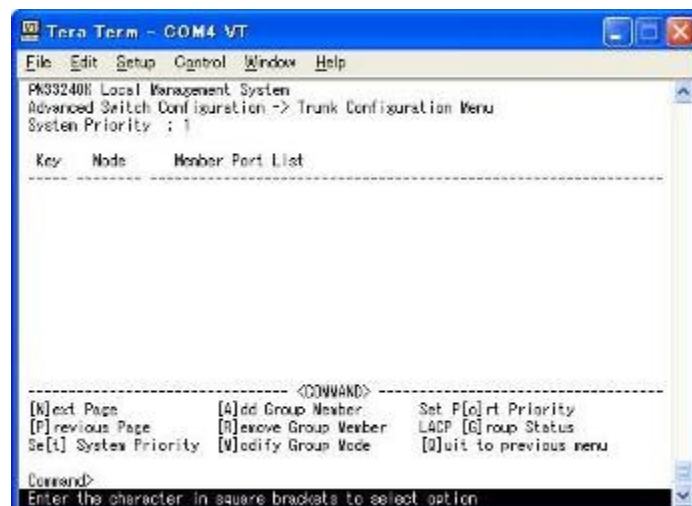 Tera Term - COM4 VT
File Edit Setup Control Window Help
PN33240K Local Management System
Advanced Switch Configuration -> Trunk Configuration Menu
System Priority : 1
Key Mode Member Port List
----- -------- ----------------------------------------------------------------
------------------------------------ <COMMAND> ------------------------------------
[N]ext Page [A]dd Group Member Set P[o]rt Priority
[P]revious Page [R]emove Group Member LACP [G]roup Status
Se[t] System Priority [M]odify Group Mode [Q]uit to previous menu
Command>
Enter the character in square brackets to select option